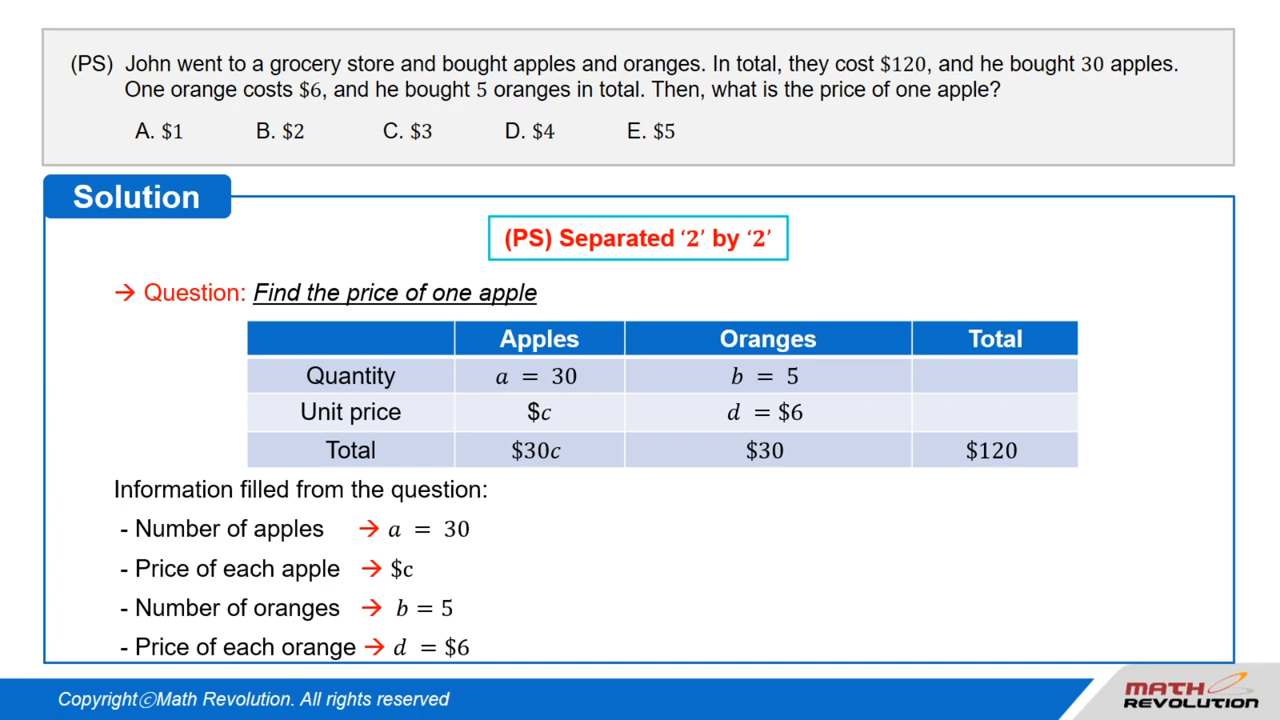 (PS) John went to a grocery store and bought apples and oranges. In total, they cost $120, and he bought 30 apples.
One orange costs $6, and he bought 5 oranges in total. Then, what is the price of one apple?
A. $1 B. $2 C. $3 D. $4 E. $5
Solution
(PS) Separated ‘2’ by ‘2’
→ Question: Find the price of one apple
Apples Oranges Total
Quantity a = 30 b = 5
Unit price $c d = $6
Total $30c $30 $120
Information filled from the question:
- Number of apples → a = 30
- Price of each apple → $c
- Number of oranges → b = 5
- Price of each orange → d = $6
CopyrightⓒMath Revolution. All rights reserved
MATH
REVOLUTION